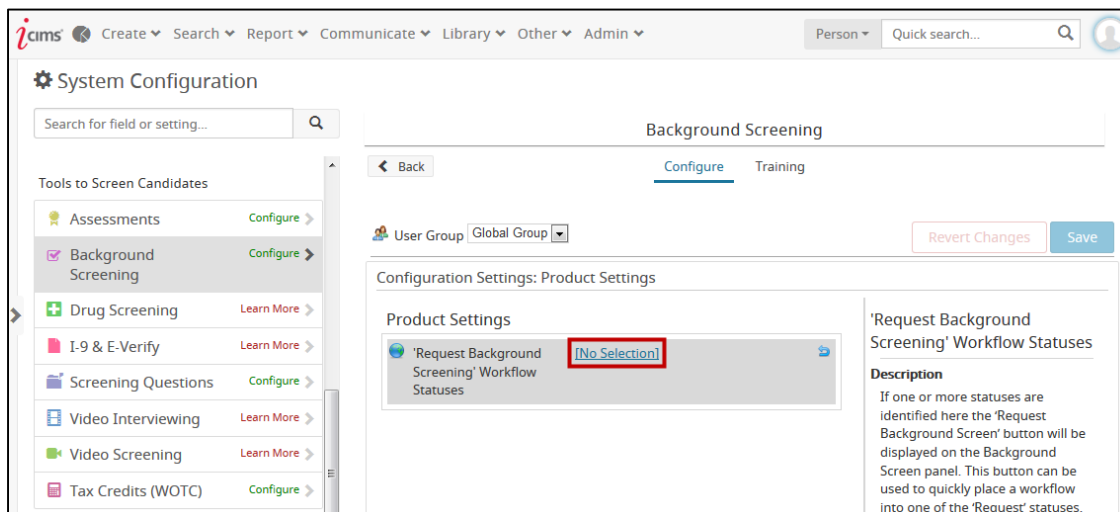 icims Create Search Report Communicate Library Other Admin Person Quick search...
System Configuration
Search for field or setting...
Background Screening
Back
Configure Training
Tools to Screen Candidates
Assessments Configure
Background Screening Configure
Drug Screening Learn More
I-9 & E-Verify Learn More
Screening Questions Configure
Video Interviewing Learn More
Video Screening Learn More
Tax Credits (WOTC) Configure
User Group Global Group
Revert Changes Save
Configuration Settings: Product Settings
Product Settings
'Request Background [No Selection]
Screening' Workflow
Statuses
'Request Background
Screening' Workflow Statuses
Description
If one or more statuses are
identified here the 'Request
Background Screen' button will be
displayed on the Background
Screen panel. This button can be
used to quickly place a workflow
into one of the 'Request' statuses.